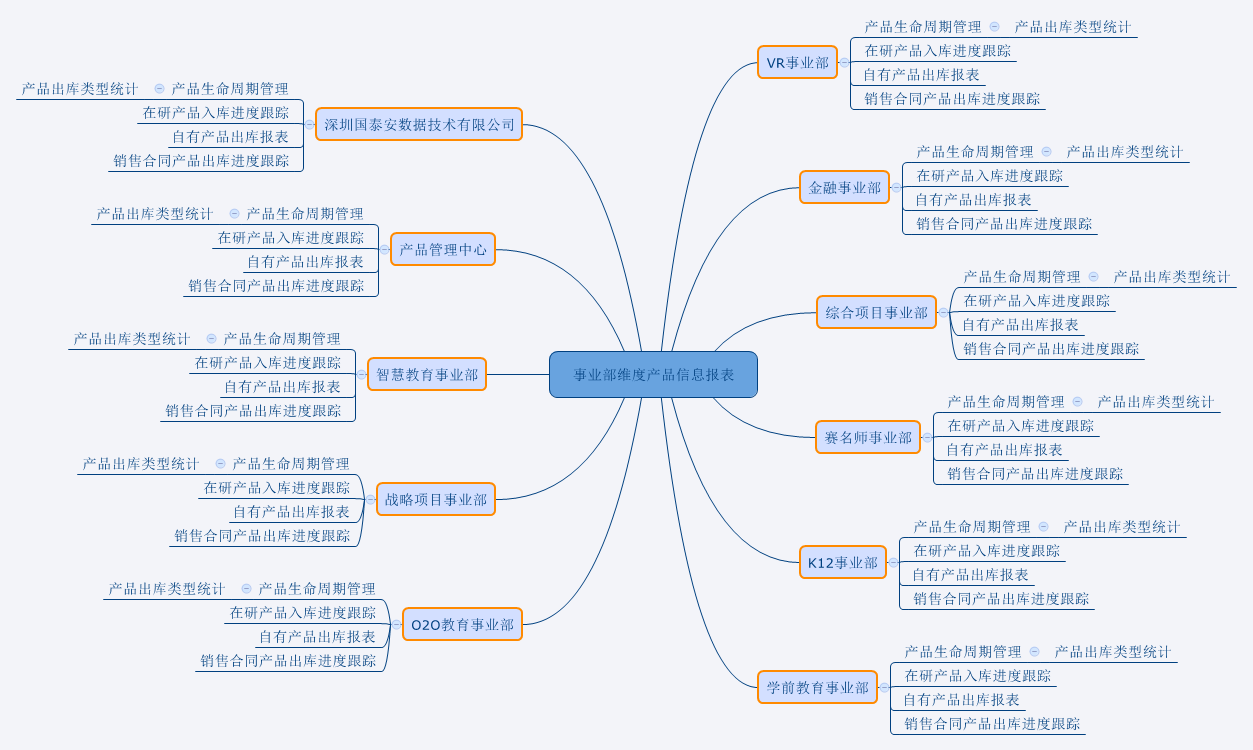 事业部维度产品信息报表
VR事业部
产品生命周期管理 产品出库类型统计
在研产品入库进度跟踪
自有产品出库报表
销售合同产品出库进度跟踪
金融事业部
产品生命周期管理 产品出库类型统计
在研产品入库进度跟踪
自有产品出库报表
销售合同产品出库进度跟踪
综合项目事业部
产品生命周期管理 产品出库类型统计
在研产品入库进度跟踪
自有产品出库报表
销售合同产品出库进度跟踪
赛名师事业部
产品生命周期管理 产品出库类型统计
在研产品入库进度跟踪
自有产品出库报表
销售合同产品出库进度跟踪
K12事业部
产品生命周期管理 产品出库类型统计
在研产品入库进度跟踪
自有产品出库报表
销售合同产品出库进度跟踪
学前教育事业部
产品生命周期管理 产品出库类型统计
在研产品入库进度跟踪
自有产品出库报表
销售合同产品出库进度跟踪
深圳国泰安数据技术有限公司
产品出库类型统计 产品生命周期管理
在研产品入库进度跟踪
自有产品出库报表
销售合同产品出库进度跟踪
产品管理中心
产品出库类型统计 产品生命周期管理
在研产品入库进度跟踪
自有产品出库报表
销售合同产品出库进度跟踪
智慧教育事业部
产品出库类型统计 产品生命周期管理
在研产品入库进度跟踪
自有产品出库报表
销售合同产品出库进度跟踪
战略项目事业部
产品出库类型统计 产品生命周期管理
在研产品入库进度跟踪
自有产品出库报表
销售合同产品出库进度跟踪
O2O教育事业部
产品出库类型统计 产品生命周期管理
在研产品入库进度跟踪
自有产品出库报表
销售合同产品出库进度跟踪